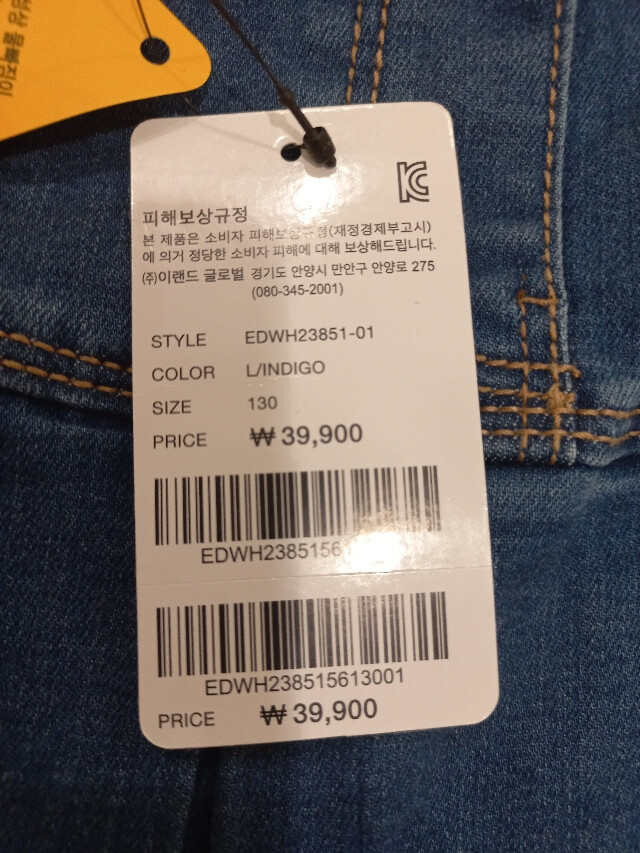 피해보상규정
본 제품은 소비자 피해보상규정(재정경제부고시)
에 의거 정당한 소비자 피해에 대해 보상해드립니다.
(주)이랜드 글로벌 경기도 안양시 만안구 안양로 275
(080-345-2001)
STYLE EDWH23851-01
COLOR L/INDIGO
SIZE 130
PRICE ₩ 39,900
EDWH2385156
EDWH238515613001
PRICE ₩ 39,900